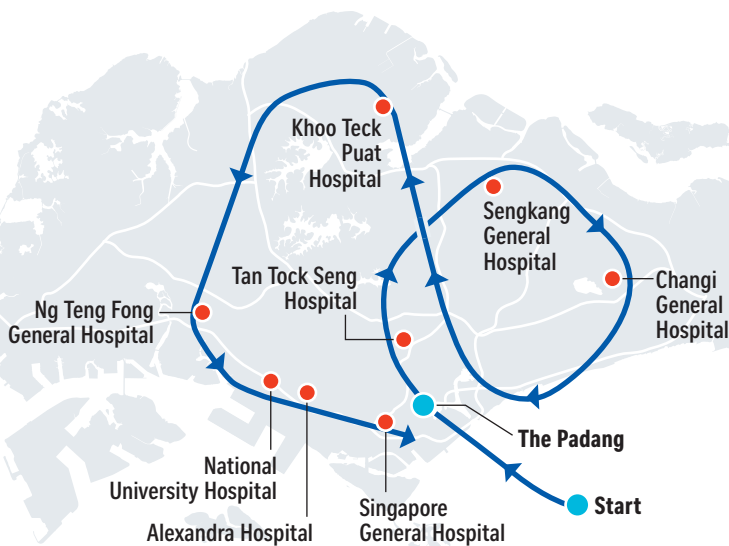 Khoo Teck
Puat
Hospital
Sengkang
General
Hospital
Tan Tock Seng
Hospital
Changi
General
Hospital
Ng Teng Fong
General Hospital
The Padang
National
University Hospital
Start
Singapore
General Hospital
Alexandra Hospital